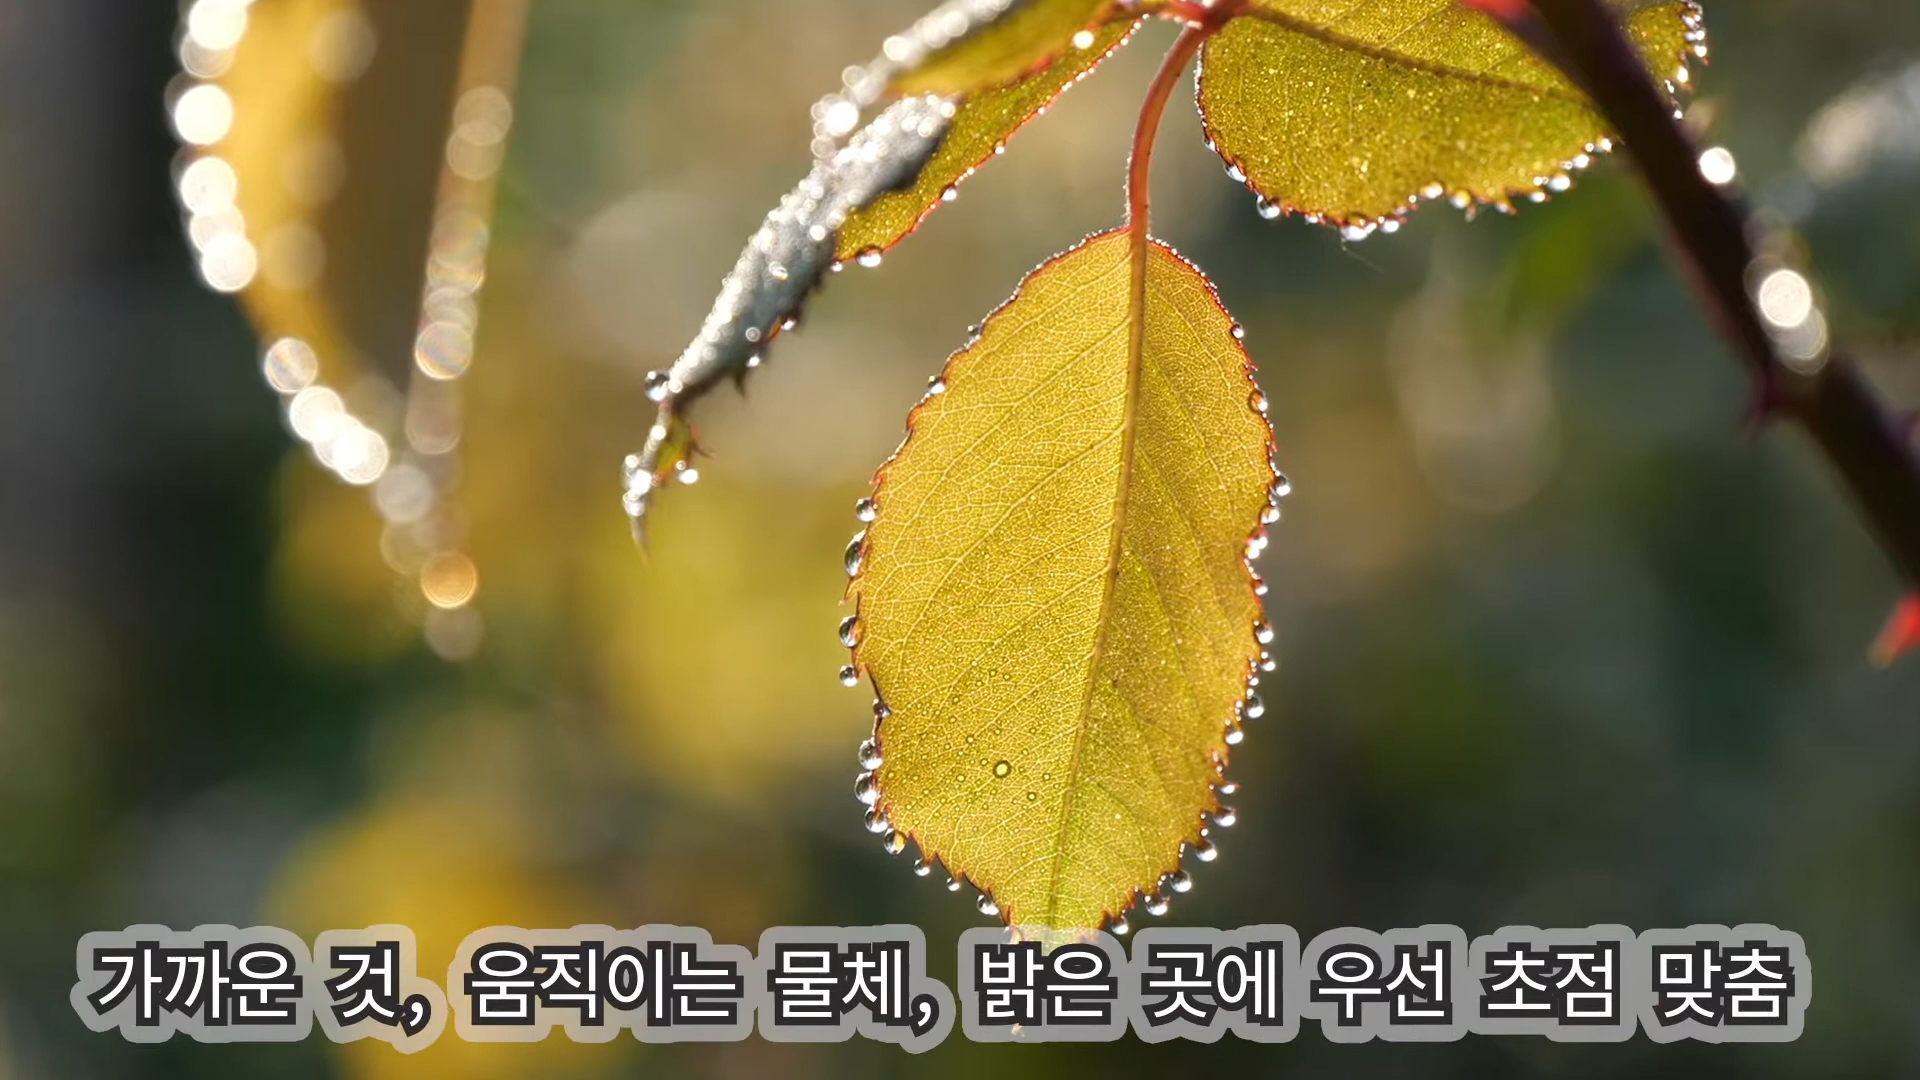 가까운 것, 움직이는 물체, 밝은 곳에 우선 초점 맞춤